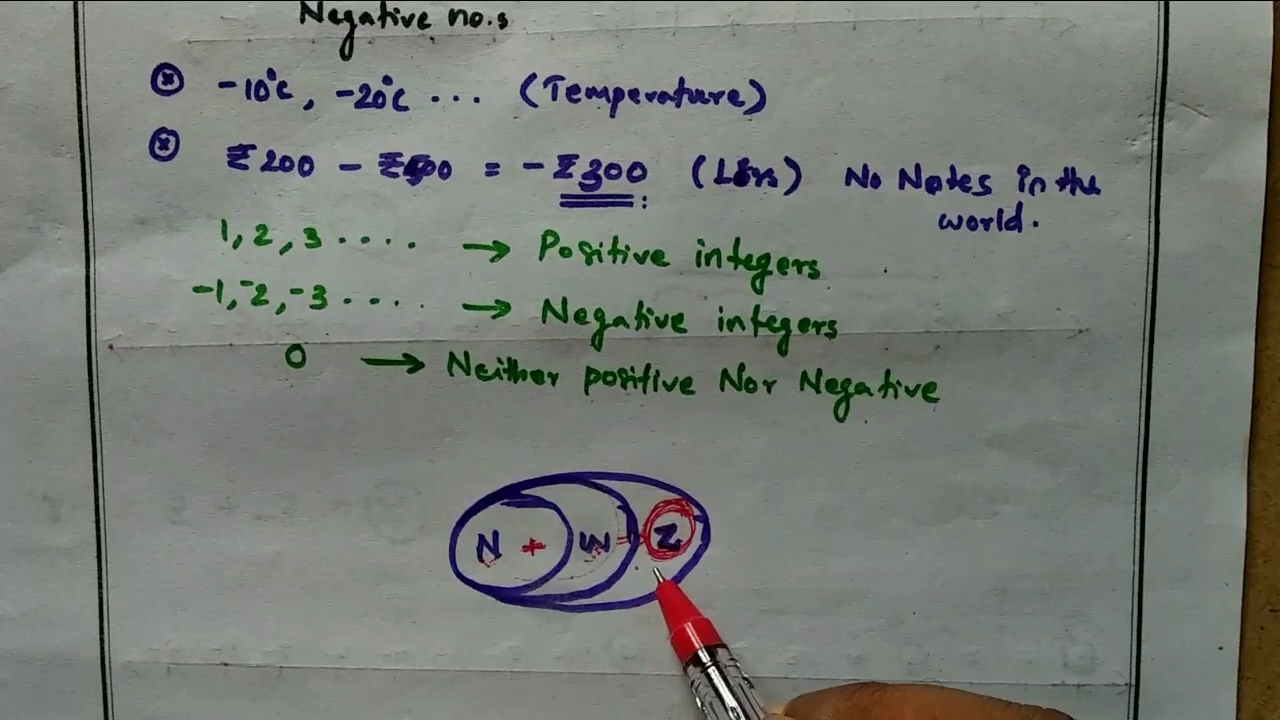 Negative no.s
-10°c, -20°c ... (Temperature)
₹200 - ₹500 = -₹300 (Loss) No Notes in the
world.
1, 2, 3 .... → Positive integers
-1, -2, -3 .... → Negative integers
0 → Neither positive Nor Negative
N + W Z